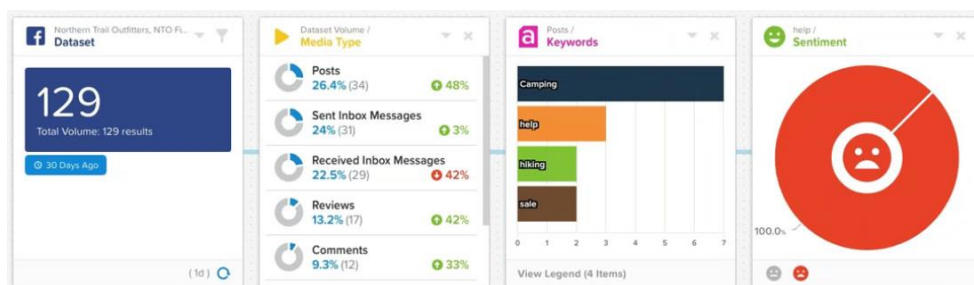 Northern Trail Outfitters, NTO Fi...
Dataset
129
Total Volume: 129 results
30 Days Ago
(1d)
Dataset Volume /
Media Type
Posts
26.4% (34)
48%
Sent Inbox Messages
24% (31)
3%
Received Inbox Messages
22.5% (29)
42%
Reviews
13.2% (17)
42%
Comments
9.3% (12)
33%
Posts /
Keywords
Camping
help
hiking
sale
0 1 2 3 4 5 6 7
View Legend (4 Items)
help /
Sentiment
100.0%